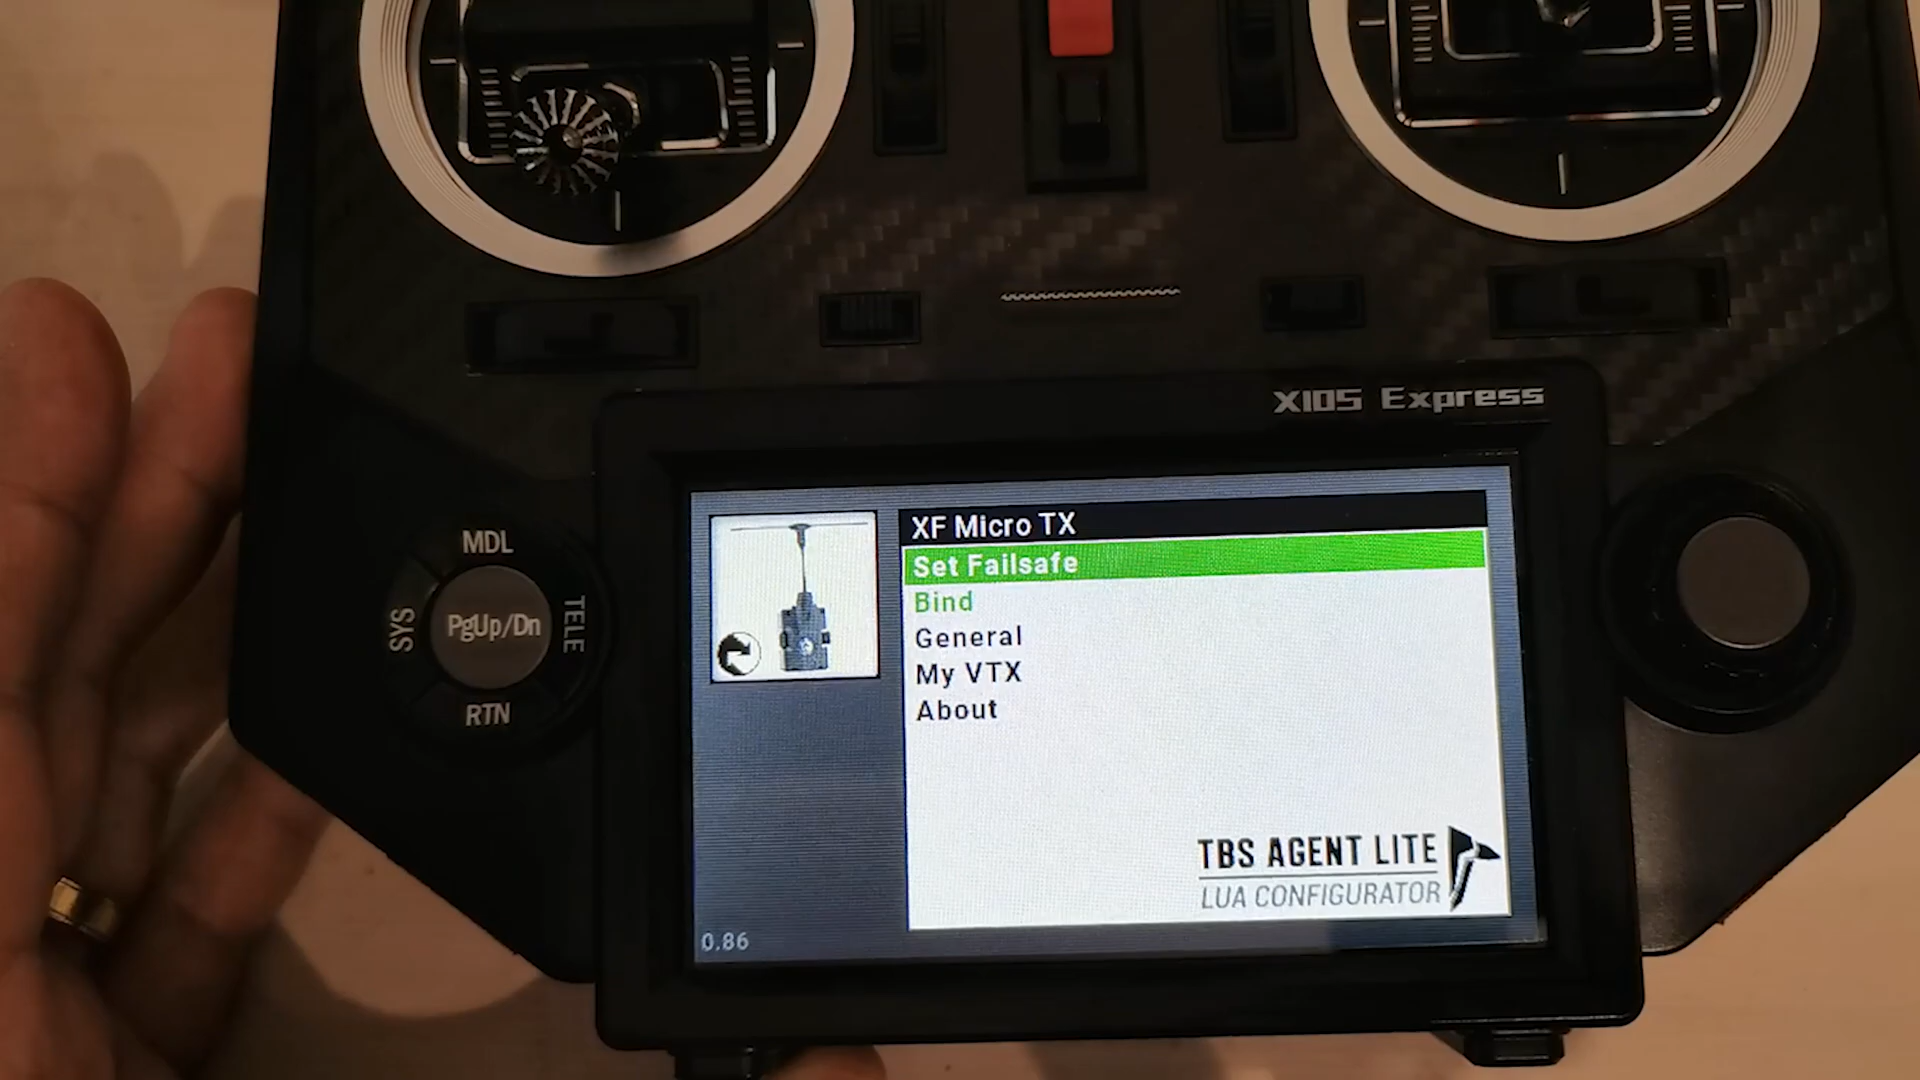 X10S Express
MDL
SYS
PgUp/Dn
TELE
RTN
XF Micro TX
Set Failsafe
Bind
General
My VTX
About
TBS AGENT LITE
LUA CONFIGURATOR
0.86